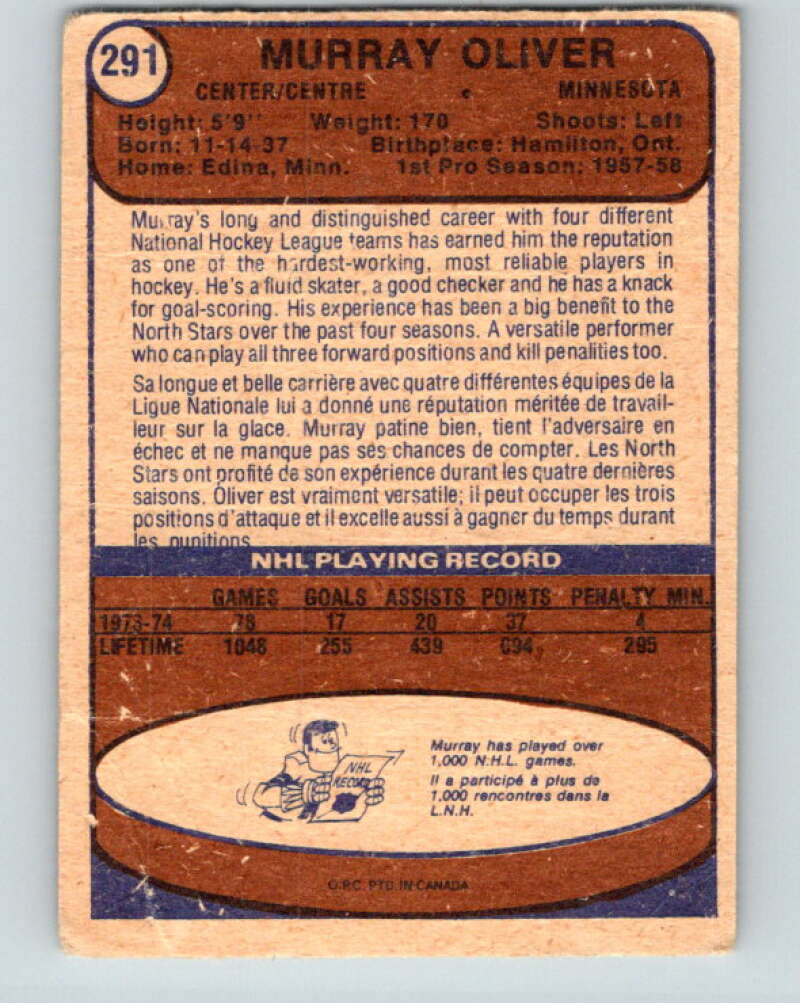 291
MURRAY OLIVER
CENTER/CENTRE • MINNESOTA
Height: 5'9" Weight: 170 Shoots: Left
Born: 11-14-37 Birthplace: Hamilton, Ont.
Home: Edina, Minn. 1st Pro Season: 1957-58
Murray's long and distinguished career with four different
National Hockey League teams has earned him the reputation
as one of the hardest-working, most reliable players in
hockey. He's a fluid skater, a good checker and he has a knack
for goal-scoring. His experience has been a big benefit to the
North Stars over the past four seasons. A versatile performer
who can play all three forward positions and kill penalities too.
Sa longue et belle carrière avec quatre différentes équipes de la
Ligue Nationale lui a donné une réputation méritée de travail-
leur sur la glace. Murray patine bien, tient l'adversaire en
échec et ne manque pas ses chances de compter. Les North
Stars ont profité de son expérience durant les quatre dernières
saisons. Oliver est vraiment versatile; il peut occuper les trois
positions d'attaque et il excelle aussi à gagner du temps durant
les punitions
NHL PLAYING RECORD
GAMES GOALS ASSISTS POINTS PENALTY MIN.
1973-74 78 17 20 37 4
LIFETIME 1048 255 439 694 295
NHL
RECORD
Murray has played over
1,000 N.H.L. games.
Il a participé à plus de
1,000 rencontres dans la
L.N.H.
O.P.C. PTD. IN CANADA